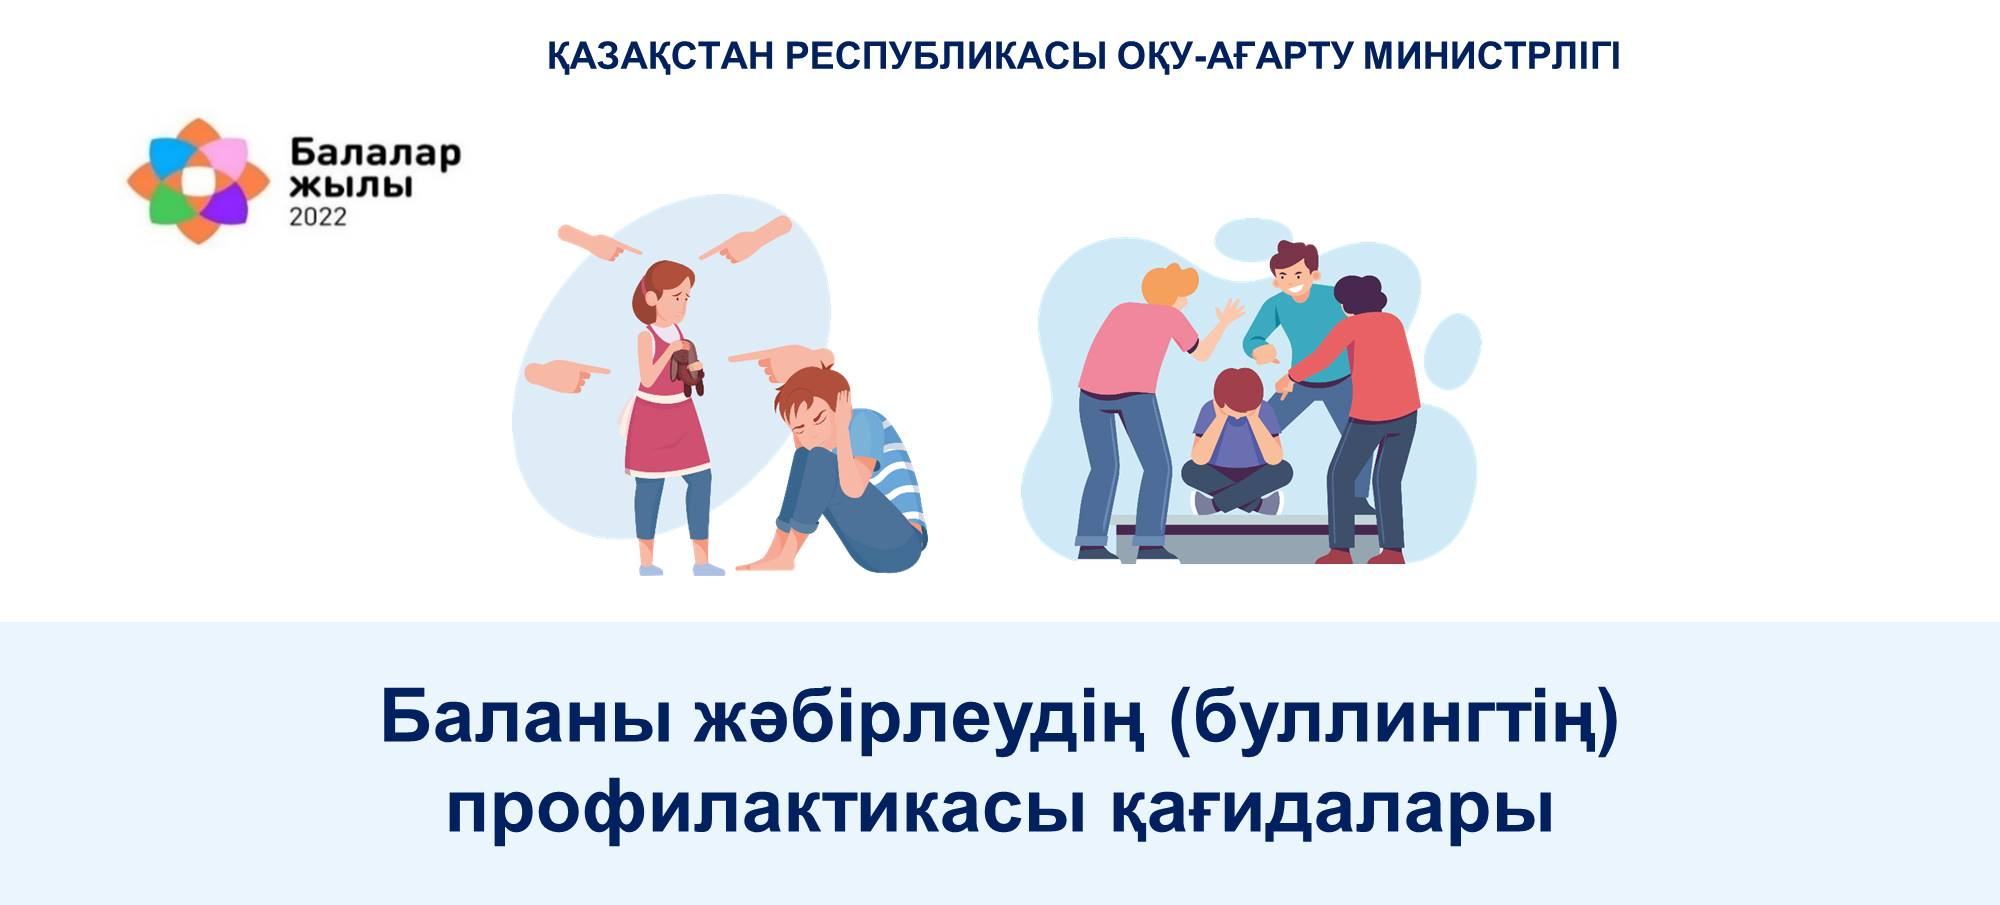 ҚАЗАҚСТАН РЕСПУБЛИКАСЫ ОҚУ-АҒАРТУ МИНИСТРЛІГІ
Балалар
жылы
2022
Баланы жәбірлеудің (буллингтің)
профилактикасы қағидалары